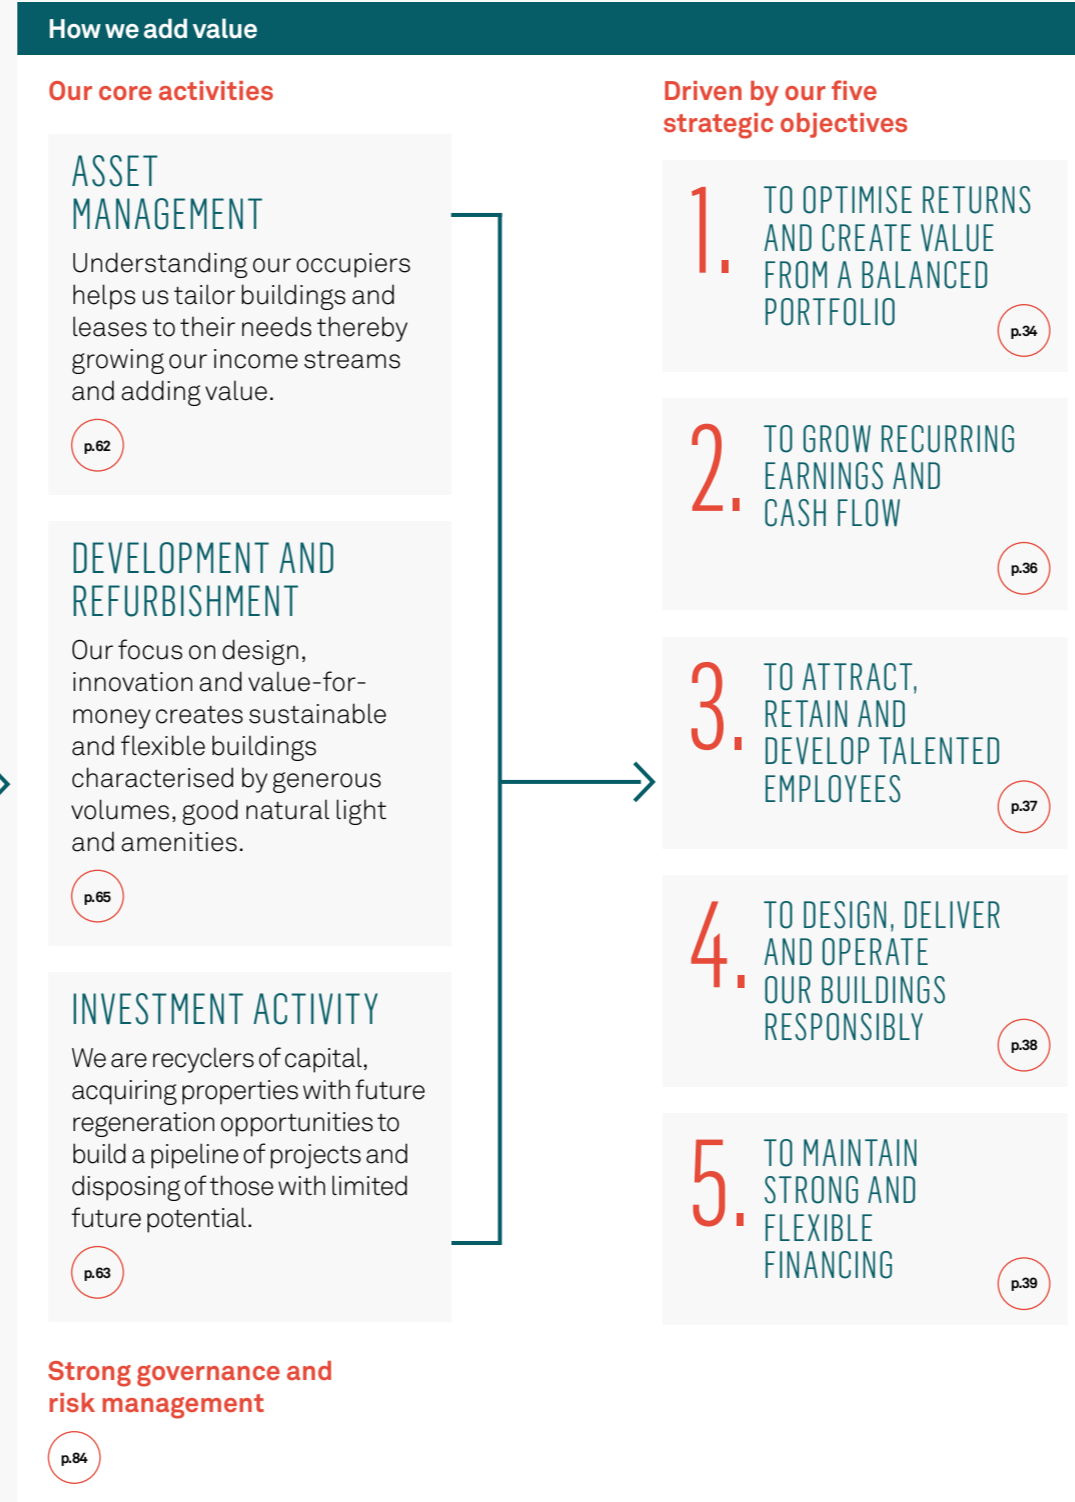 How we add value
Our core activities
ASSET
MANAGEMENT
Understanding our occupiers
helps us tailor buildings and
leases to their needs thereby
growing our income streams
and adding value.
p.62
DEVELOPMENT AND
REFURBISHMENT
Our focus on design,
innovation and value-for-
money creates sustainable
and flexible buildings
characterised by generous
volumes, good natural light
and amenities.
p.65
INVESTMENT ACTIVITY
We are recyclers of capital,
acquiring properties with future
regeneration opportunities to
build a pipeline of projects and
disposing of those with limited
future potential.
p.63
Strong governance and
risk management
p.84
Driven by our five
strategic objectives
1. TO OPTIMISE RETURNS
AND CREATE VALUE
FROM A BALANCED
PORTFOLIO
p.34
2. TO GROW RECURRING
EARNINGS AND
CASH FLOW
p.36
3. TO ATTRACT,
RETAIN AND
DEVELOP TALENTED
EMPLOYEES
p.37
4. TO DESIGN, DELIVER
AND OPERATE
OUR BUILDINGS
RESPONSIBLY
p.38
5. TO MAINTAIN
STRONG AND
FLEXIBLE
FINANCING
p.39